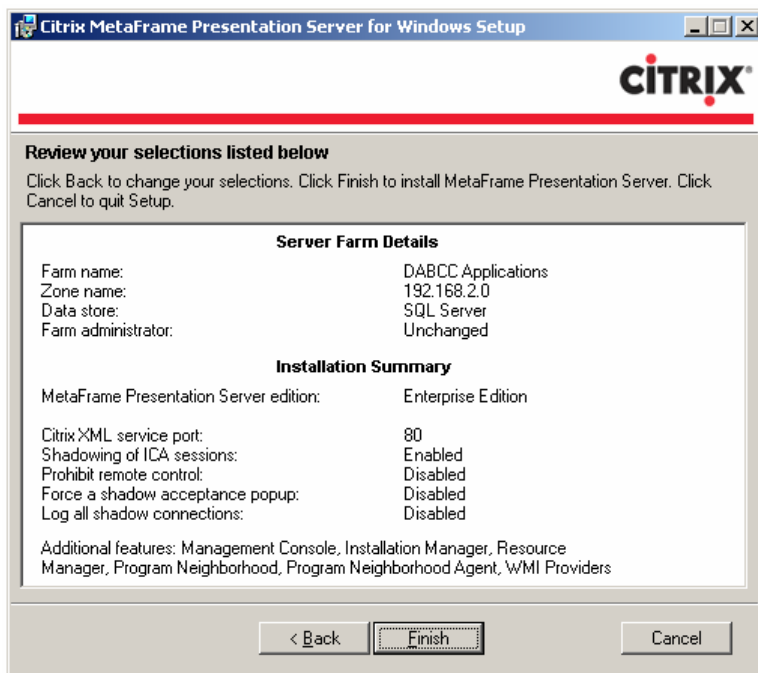 Citrix MetaFrame Presentation Server for Windows Setup
CİTRIX®
Review your selections listed below
Click Back to change your selections. Click Finish to install MetaFrame Presentation Server. Click
Cancel to quit Setup.
Server Farm Details
Farm name: DABCC Applications
Zone name: 192.168.2.0
Data store: SQL Server
Farm administrator: Unchanged
Installation Summary
MetaFrame Presentation Server edition: Enterprise Edition
Citrix XML service port: 80
Shadowing of ICA sessions: Enabled
Prohibit remote control: Disabled
Force a shadow acceptance popup: Disabled
Log all shadow connections: Disabled
Additional features: Management Console, Installation Manager, Resource
Manager, Program Neighborhood, Program Neighborhood Agent, WMI Providers
< Back Finish Cancel